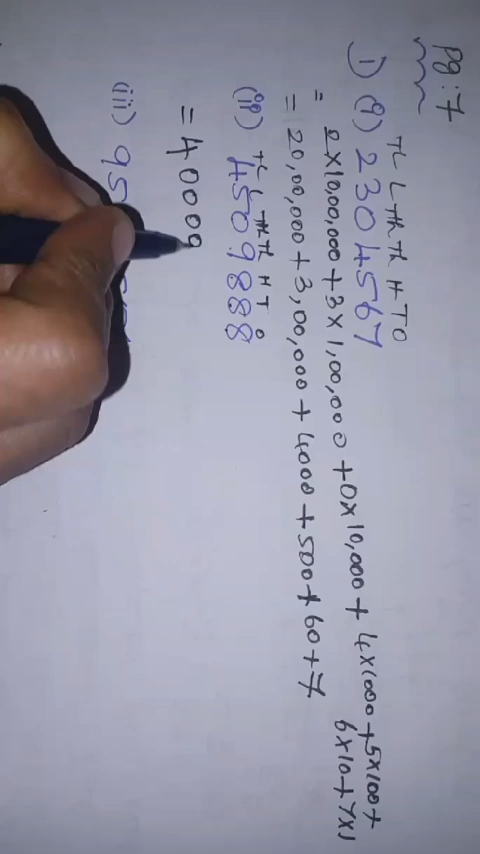 pg:7
TL L TTh Th H T O
1) (i) 2304567
= 2×10,00,000 + 3×1,00,000 + 0×10,000 + 4×1000 + 5×100 +
6×10 + 7×1
= 20,00,000 + 3,00,000 + 4000 + 500 + 60 + 7
TL L TTh Th H T O
(ii) 4509888
= 40000
(iii) 95